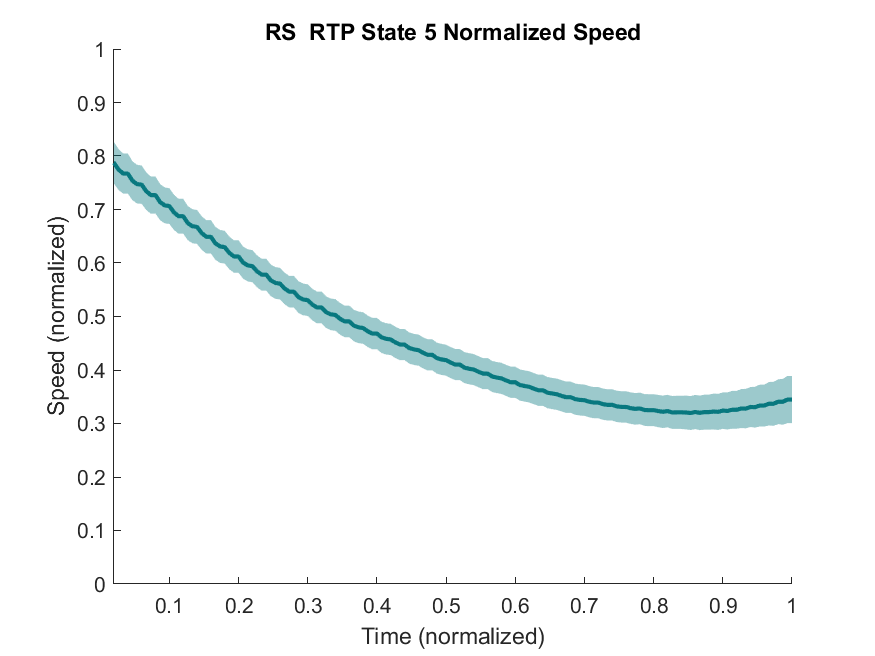 RS  RTP State 5 Normalized Speed
1
0.9
0.8
0.7
0.6
0.5
0.4
0.3
0.2
0.1
0
Speed (normalized)
0.1 0.2 0.3 0.4 0.5 0.6 0.7 0.8 0.9 1
Time (normalized)